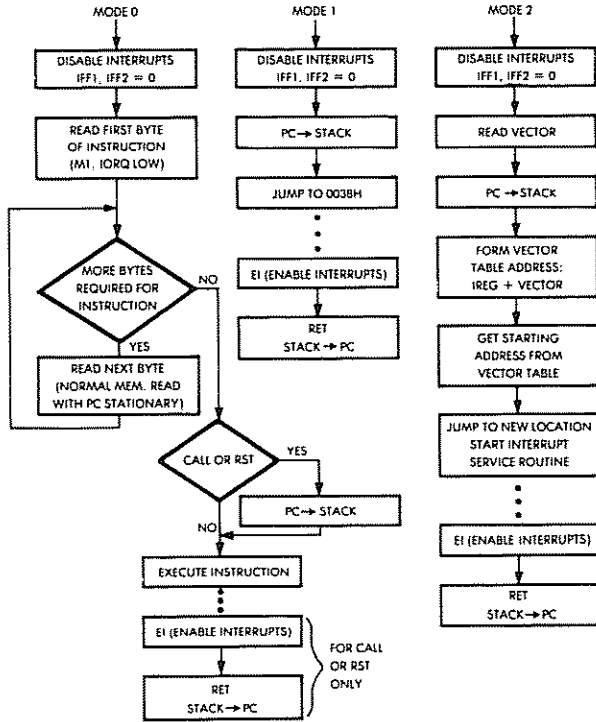 MODE 0
DISABLE INTERRUPTS
IFF1, IFF2 = 0
READ FIRST BYTE
OF INSTRUCTION
(M1, IORQ LOW)
MORE BYTES
REQUIRED FOR
INSTRUCTION
NO
YES
READ NEXT BYTE
(NORMAL MEM. READ
WITH PC STATIONARY)
CALL OR RST
YES
PC→STACK
NO
EXECUTE INSTRUCTION
EI (ENABLE INTERRUPTS)
RET
STACK→PC
FOR CALL
OR RST
ONLY
MODE 1
DISABLE INTERRUPTS
IFF1, IFF2 = 0
PC→STACK
JUMP TO 0038H
EI (ENABLE INTERRUPTS)
RET
STACK→PC
MODE 2
DISABLE INTERRUPTS
IFF1, IFF2 = 0
READ VECTOR
PC→STACK
FORM VECTOR
TABLE ADDRESS:
IREG + VECTOR
GET STARTING
ADDRESS FROM
VECTOR TABLE
JUMP TO NEW LOCATION
START INTERRUPT
SERVICE ROUTINE
EI (ENABLE INTERRUPTS)
RET
STACK→PC